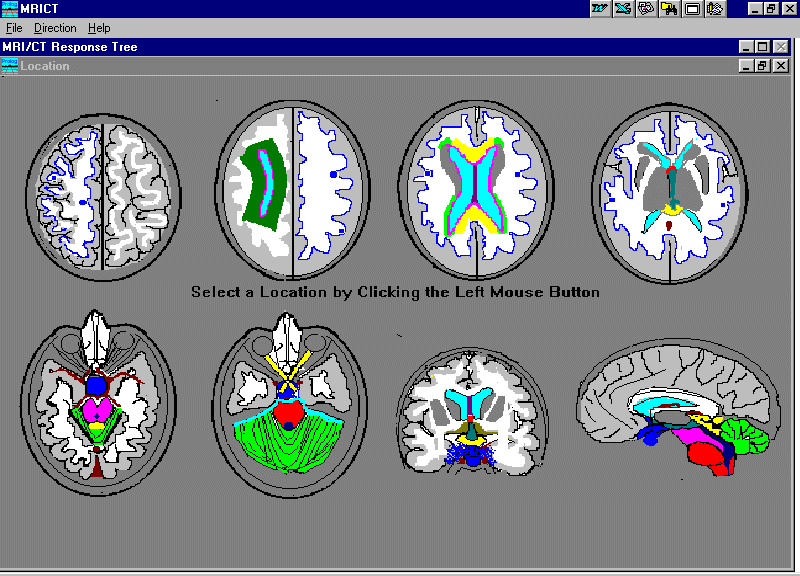 MRICT
File Direction Help
MRI/CT Response Tree
Location
Select a Location by Clicking the Left Mouse Button